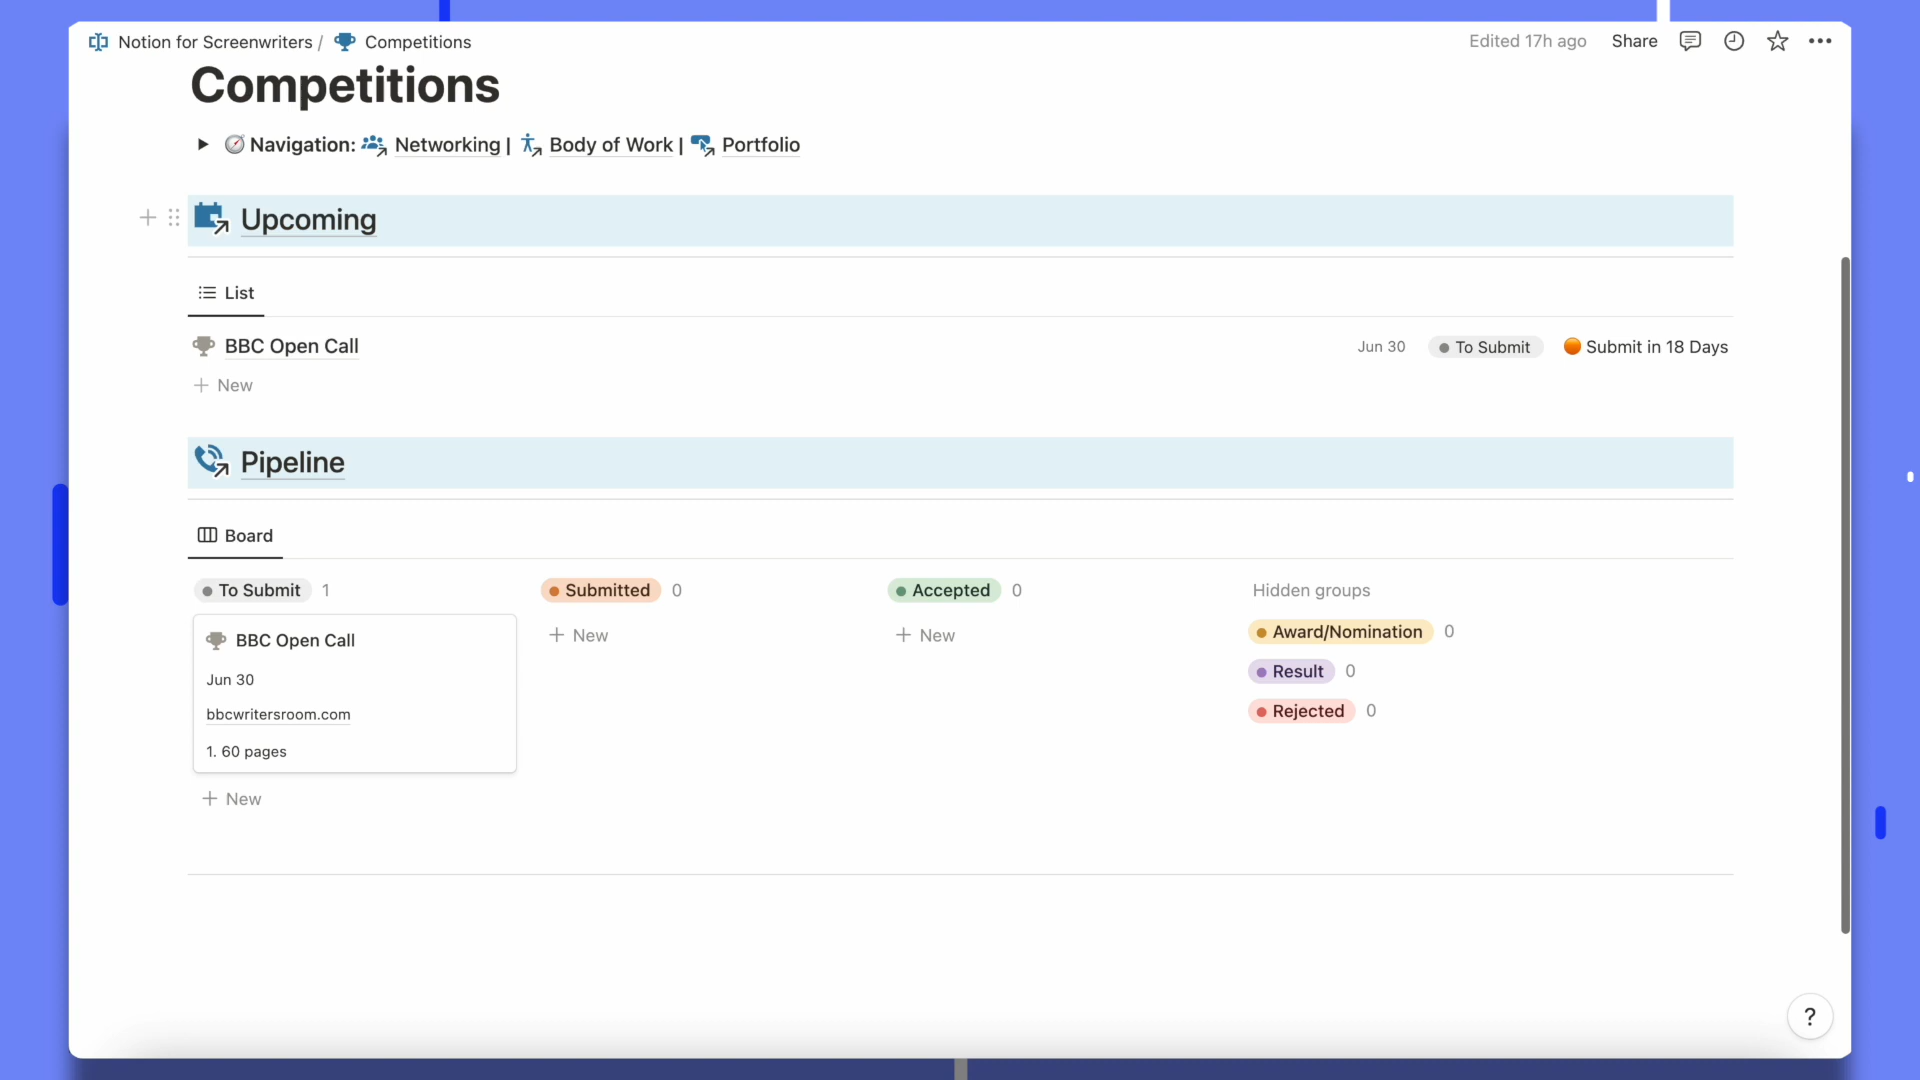 Notion for Screenwriters / Competitions
Edited 17h ago Share
Competitions
Navigation: Networking | Body of Work | Portfolio
Upcoming
List
BBC Open Call Jun 30 To Submit Submit in 18 Days
New
Pipeline
Board
To Submit 1 Submitted 0 Accepted 0 Hidden groups
BBC Open Call
Jun 30
bbcwritersroom.com
1. 60 pages
New
New
New
Award/Nomination 0
Result 0
Rejected 0
?